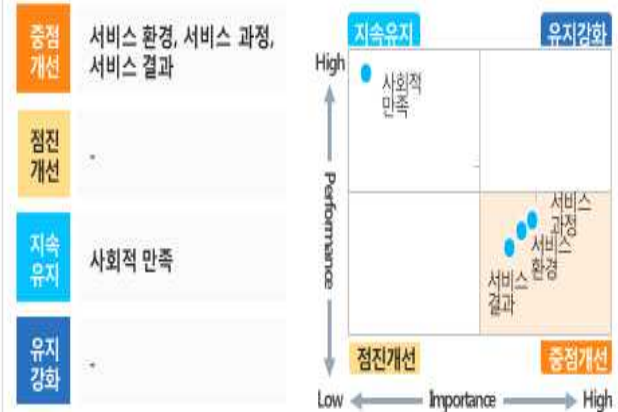 중점
개선
서비스 환경, 서비스 과정,
서비스 결과
점진
개선
-
지속
유지
사회적 만족
유지
강화
-
지속유지
유지강화
High
사회적
만족
Performance
서비스
과정
서비스
환경
서비스
결과
점진개선
중점개선
Low
Importance
High